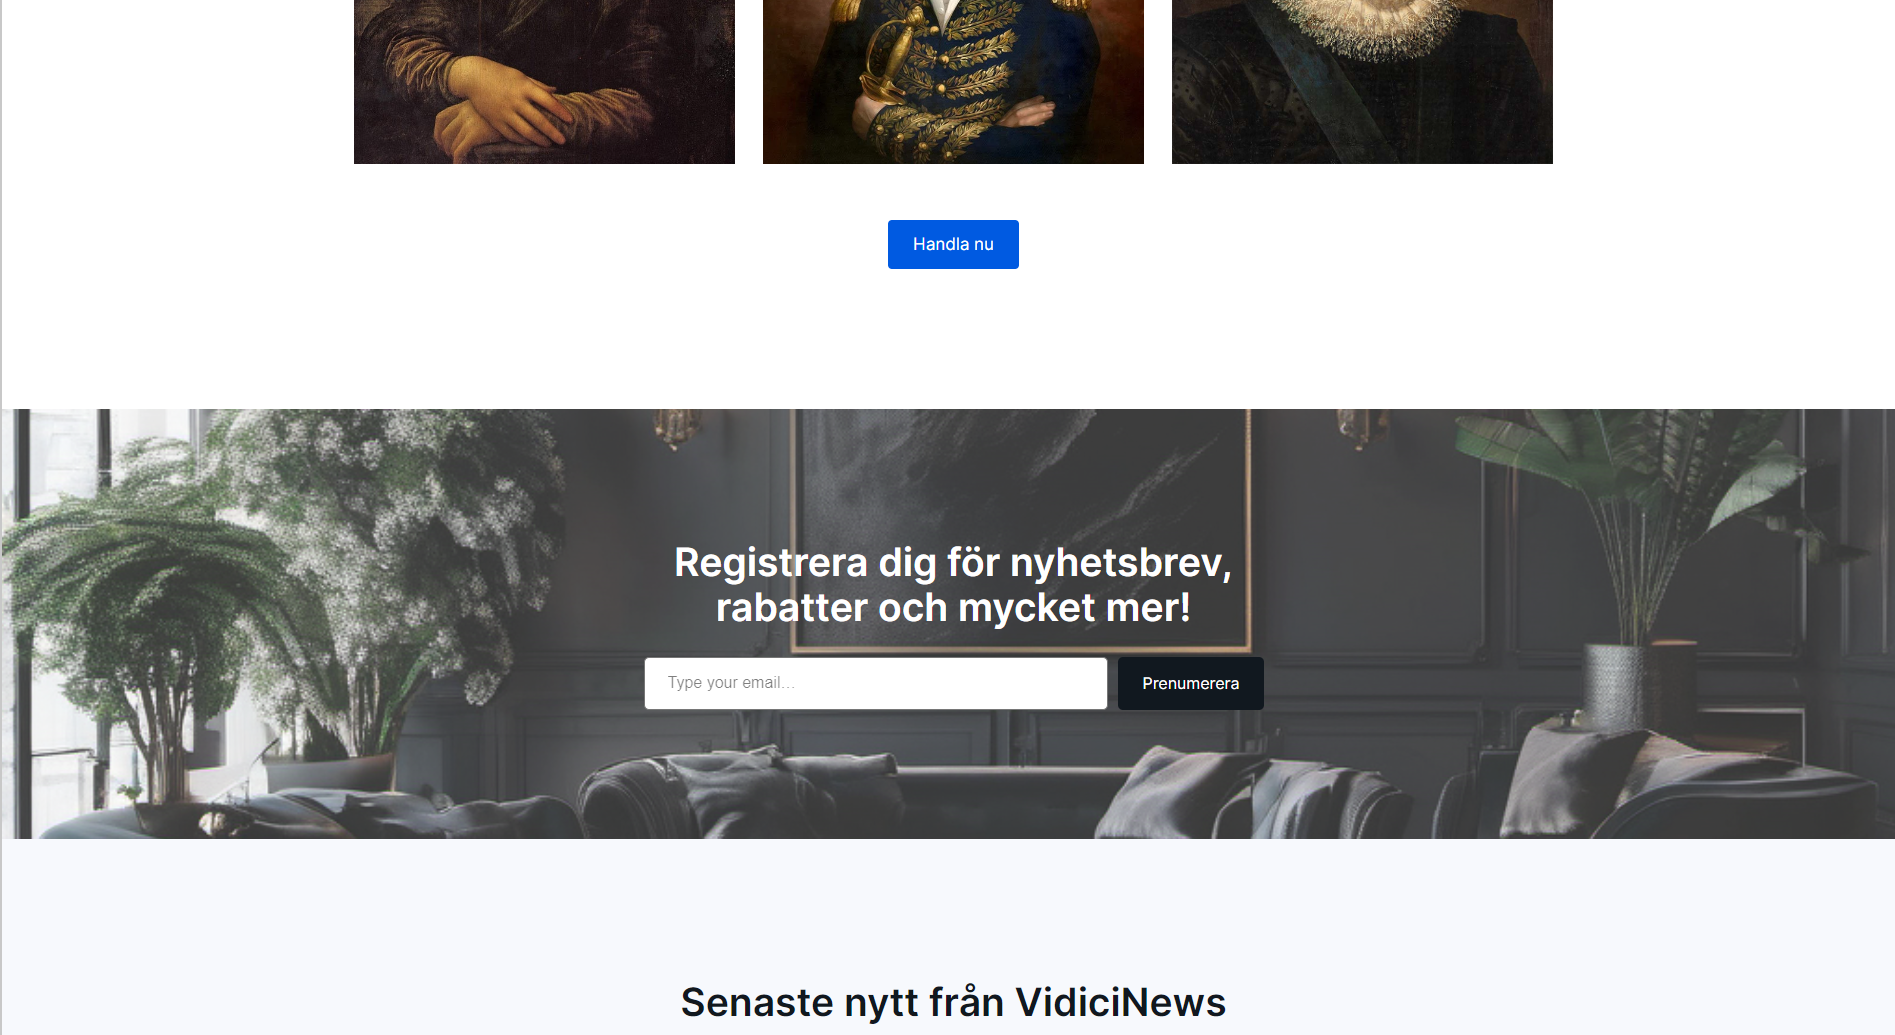 Handla nu
Registrera dig för nyhetsbrev,
rabatter och mycket mer!
Type your email...
Prenumerera
Senaste nytt från VidiciNews